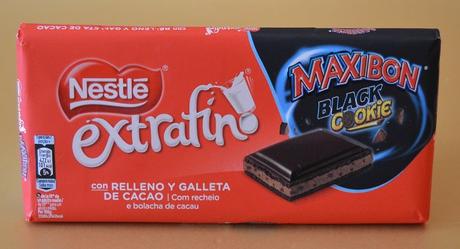 Nestlé
extrafino
MAXIBON
BLACK
COOKIE
con RELLENO Y GALLETA
DE CACAO | Com recheio
e bolacha de cacau